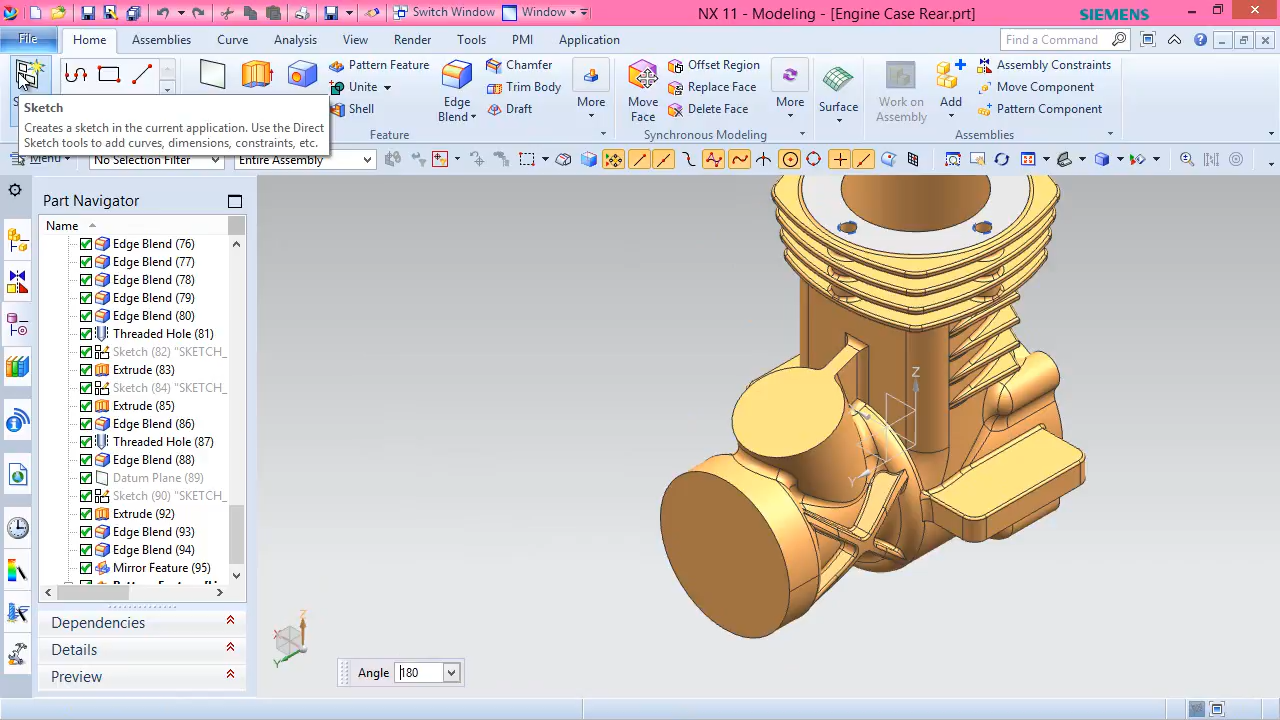 Switch Window Window NX 11 - Modeling - [Engine Case Rear.prt] SIEMENS
File Home Assemblies Curve Analysis View Render Tools PMI Application Find a Command
Pattern Feature Chamfer Offset Region Assembly Constraints
Unite Trim Body Replace Face Move Component
Shell Draft Delete Face Pattern Component
Edge Blend More Move Face More Surface Work on Assembly Add
Feature Synchronous Modeling Assemblies
Sketch
Creates a sketch in the current application. Use the Direct
Sketch tools to add curves, dimensions, constraints, etc.
Menu No Selection Filter Entire Assembly
Part Navigator
Name
Edge Blend (76)
Edge Blend (77)
Edge Blend (78)
Edge Blend (79)
Edge Blend (80)
Threaded Hole (81)
Sketch (82) "SKETCH_
Extrude (83)
Sketch (84) "SKETCH_
Extrude (85)
Edge Blend (86)
Threaded Hole (87)
Edge Blend (88)
Datum Plane (89)
Sketch (90) "SKETCH_
Extrude (92)
Edge Blend (93)
Edge Blend (94)
Mirror Feature (95)
Dependencies
Details
Preview
Z
Y
Z
X
Y
Angle 180